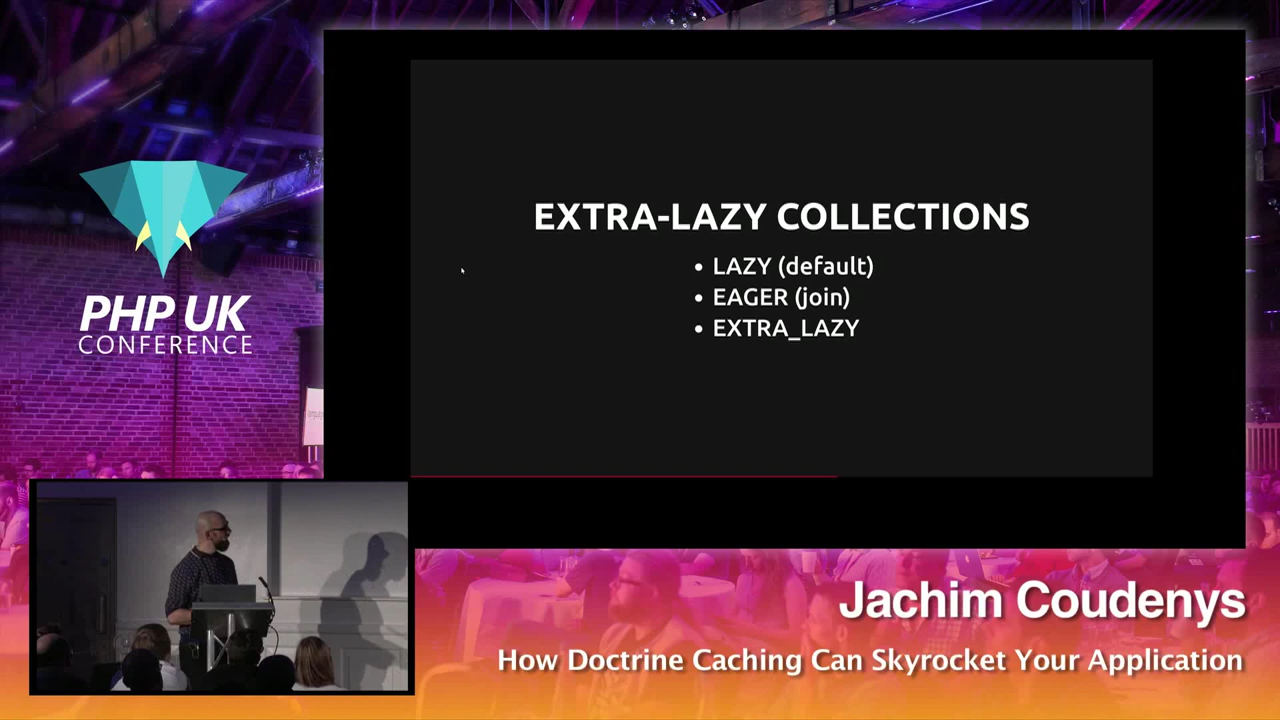 EXTRA-LAZY COLLECTIONS
• LAZY (default)
• EAGER (join)
• EXTRA_LAZY
PHP UK
CONFERENCE
Jachim Coudenys
How Doctrine Caching Can Skyrocket Your Application